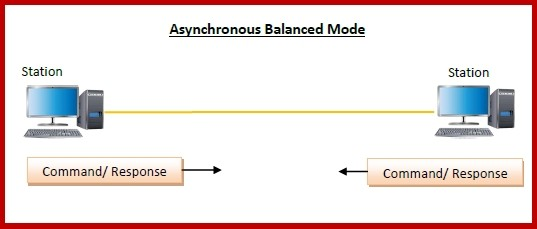 Asynchronous Balanced Mode
Station
Station
Command/ Response
Command/ Response